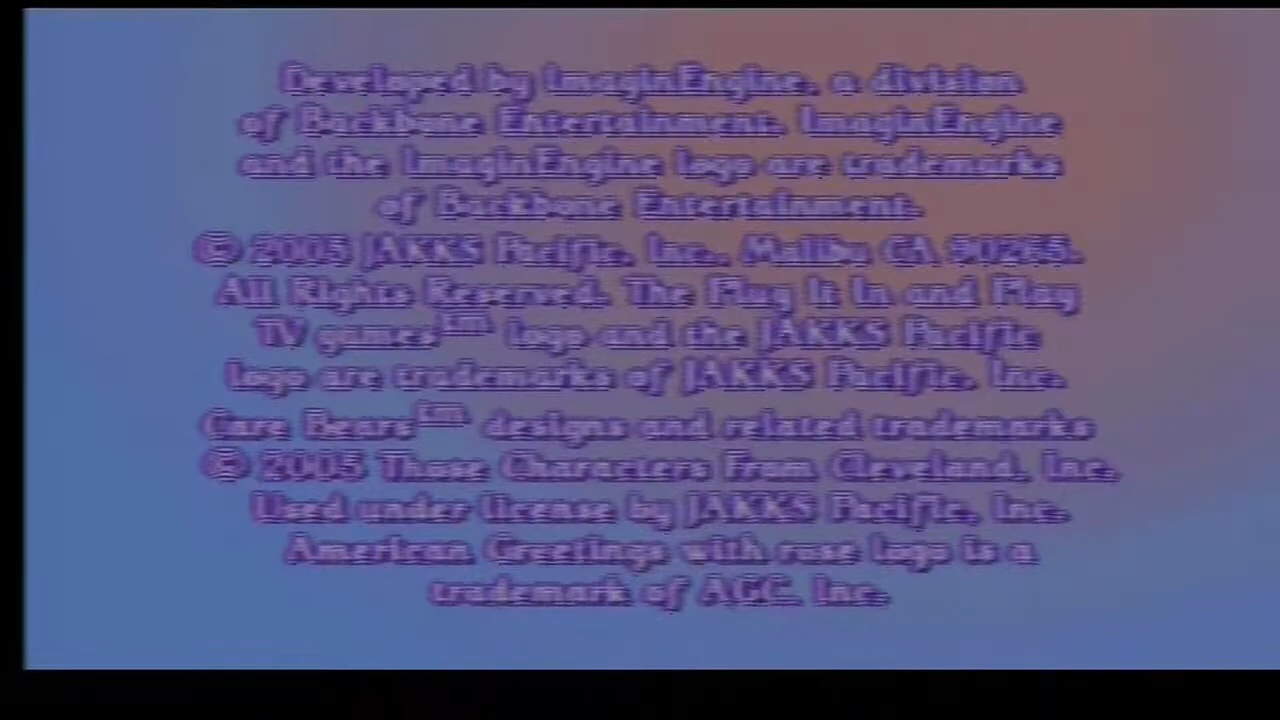 Developed by ImaginEngine, a division
of Backbone Entertainment. ImaginEngine
and the ImaginEngine logo are trademarks
of Backbone Entertainment.
© 2005 JAKKS Pacific, Inc., Malibu CA 90265.
All Rights Reserved. The Plug It In and Play
TV games™ logo and the JAKKS Pacific
logo are trademarks of JAKKS Pacific, Inc.
Care Bears™ designs and related trademarks
© 2005 Those Characters From Cleveland, Inc.
Used under license by JAKKS Pacific, Inc.
American Greetings with rose logo is a
trademark of AGC, Inc.